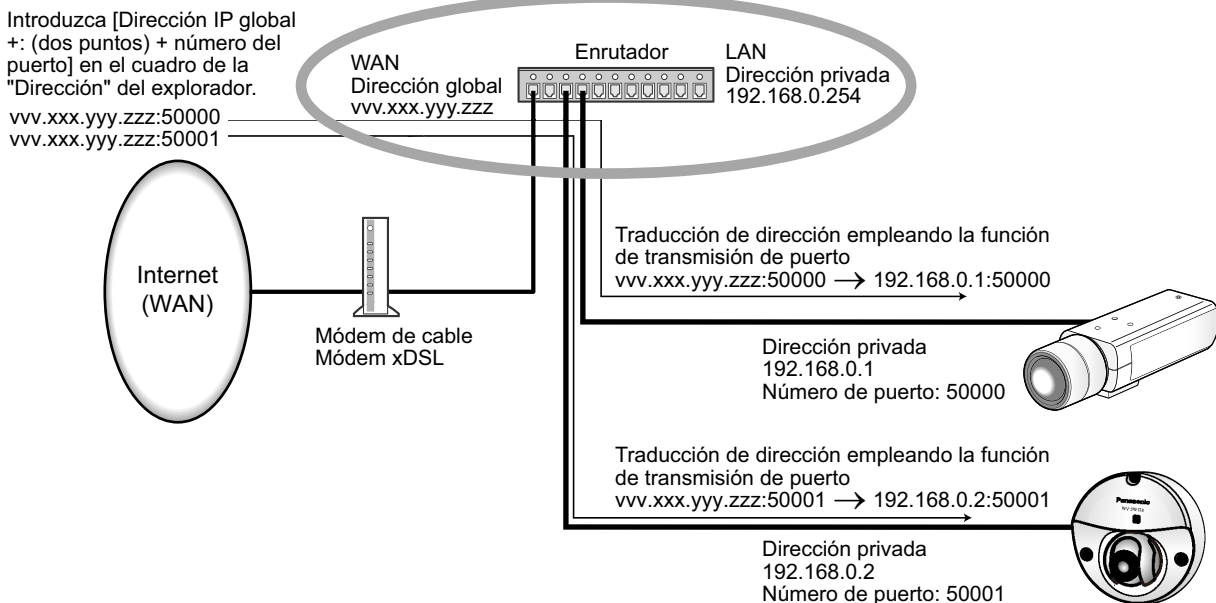 Introduzca [Dirección IP global
+: (dos puntos) + número del
puerto] en el cuadro de la
"Dirección" del explorador.
vvv.xxx.yyy.zzz:50000
vvv.xxx.yyy.zzz:50001
WAN
Dirección global
vvv.xxx.yyy.zzz
Enrutador
LAN
Dirección privada
192.168.0.254
Internet
(WAN)
Módem de cable
Módem xDSL
Traducción de dirección empleando la función
de transmisión de puerto
vvv.xxx.yyy.zzz:50000 → 192.168.0.1:50000
Dirección privada
192.168.0.1
Número de puerto: 50000
Traducción de dirección empleando la función
de transmisión de puerto
vvv.xxx.yyy.zzz:50001 → 192.168.0.2:50001
Panasonic
Dirección privada
192.168.0.2
Número de puerto: 50001